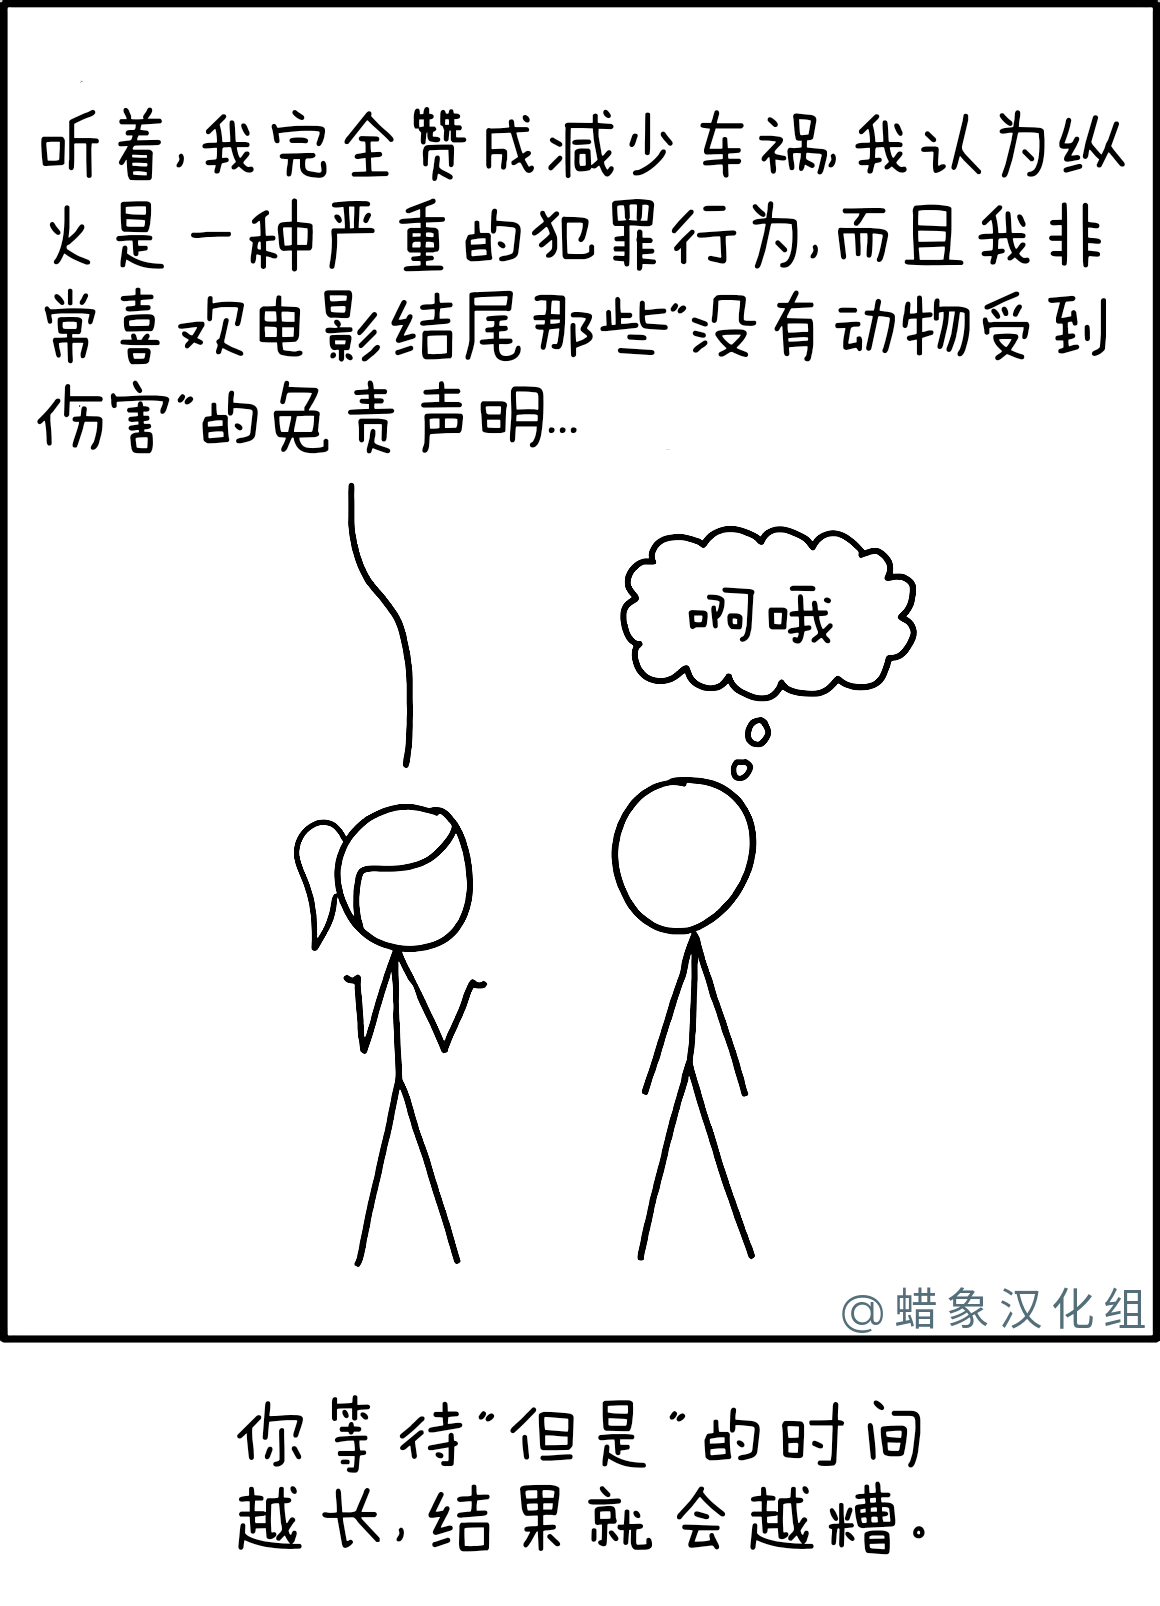 听着,我完全赞成减少车祸,我认为纵
火是一种严重的犯罪行为,而且我非
常喜欢电影结尾那些“没有动物受到
伤害”的免责声明...
啊哦
@蜡象汉化组
你等待“但是”的时间
越长,结果就会越糟。